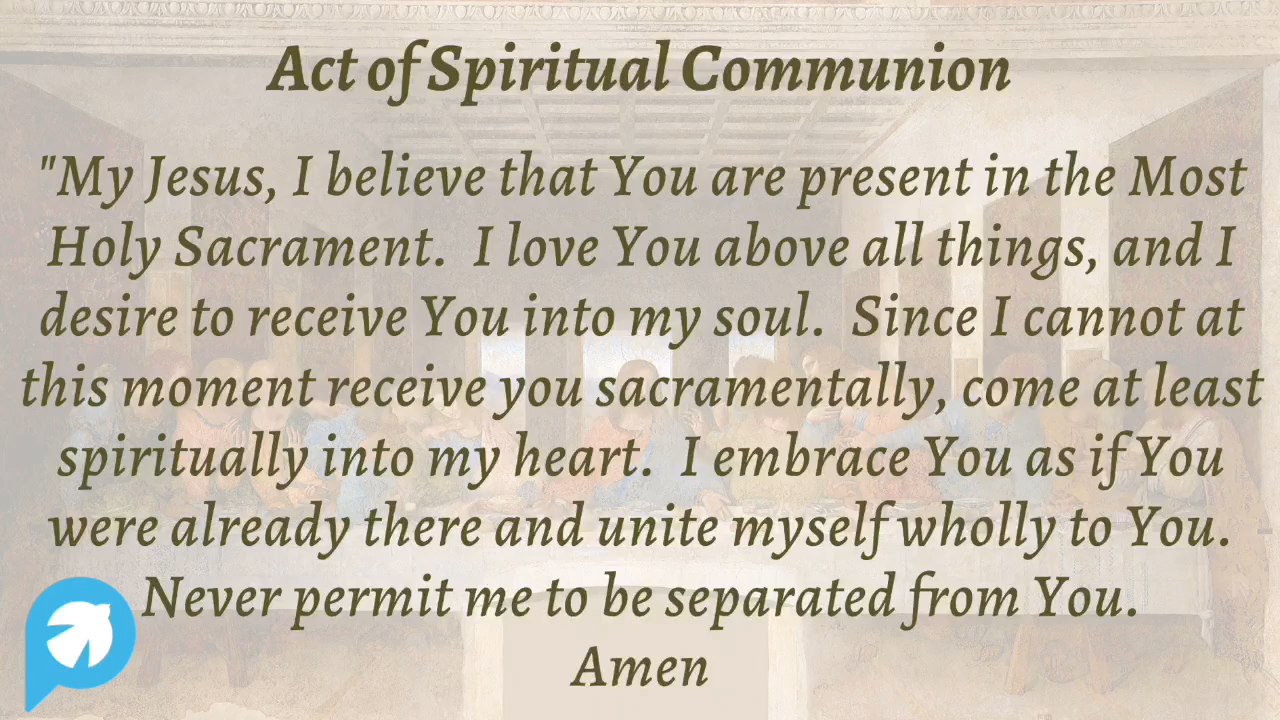 Act of Spiritual Communion
"My Jesus, I believe that You are present in the Most
Holy Sacrament.  I love You above all things, and I
desire to receive You into my soul.  Since I cannot at
this moment receive you sacramentally, come at least
spiritually into my heart.  I embrace You as if You
were already there and unite myself wholly to You.
Never permit me to be separated from You.
Amen